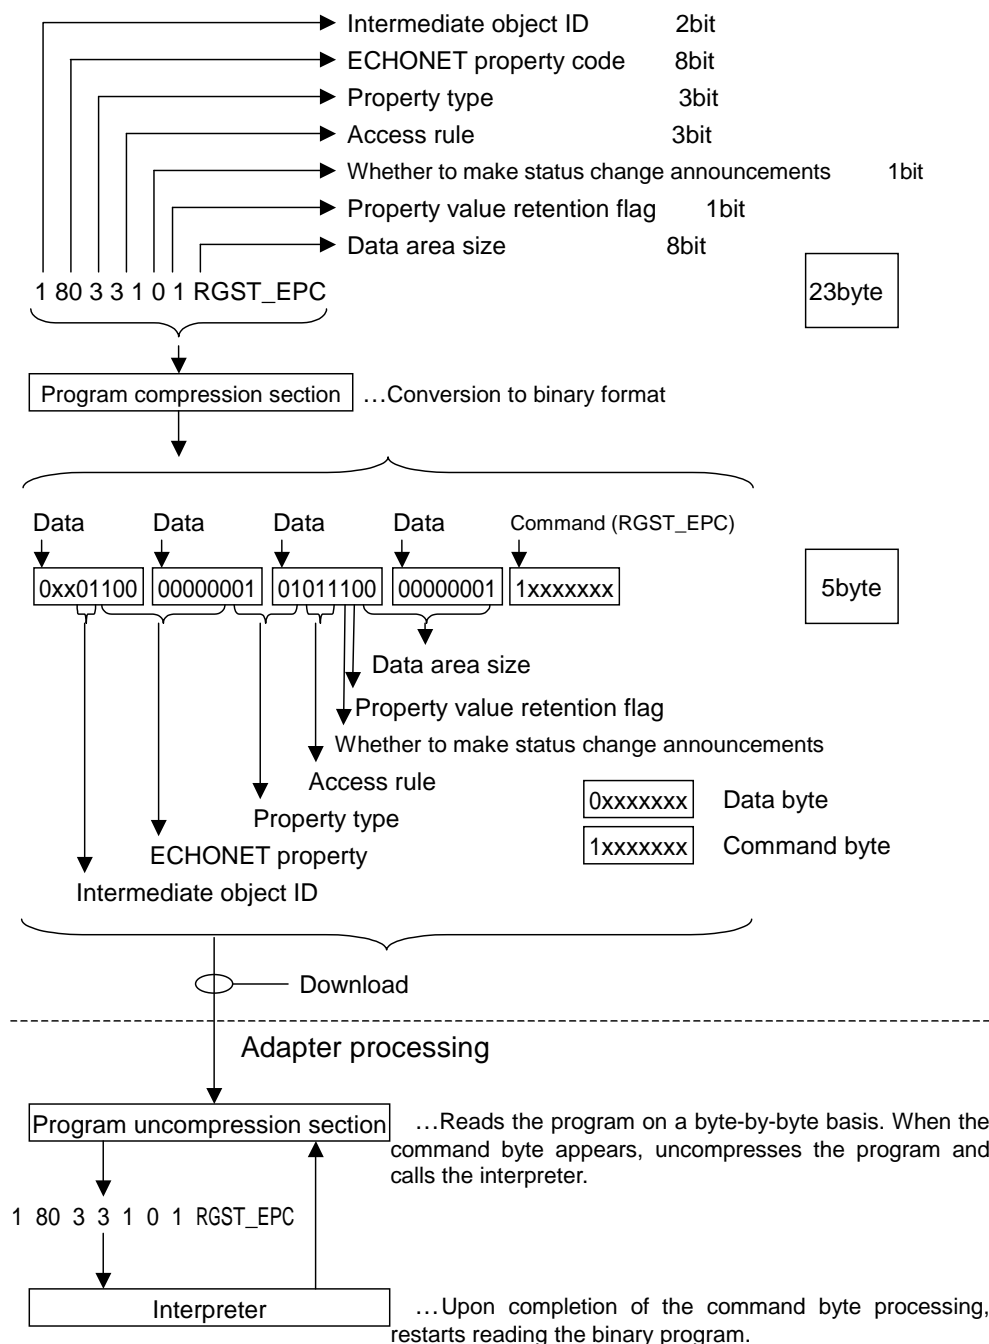 Intermediate object ID 2bit
ECHONET property code 8bit
Property type 3bit
Access rule 3bit
Whether to make status change announcements 1bit
Property value retention flag 1bit
Data area size 8bit
1 80 3 3 1 0 1 RGST_EPC
23byte
Program compression section …Conversion to binary format
Data Data Data Data Command (RGST_EPC)
0xx01100 00000001 01011100 00000001 1xxxxxxx
5byte
Data area size
Property value retention flag
Whether to make status change announcements
Access rule
0xxxxxxx Data byte
Property type
1xxxxxxx Command byte
ECHONET property
Intermediate object ID
Download
Adapter processing
Program uncompression section …Reads the program on a byte-by-byte basis. When the
command byte appears, uncompresses the program and
calls the interpreter.
1 80 3 3 1 0 1 RGST_EPC
Interpreter …Upon completion of the command byte processing,
restarts reading the binary program.